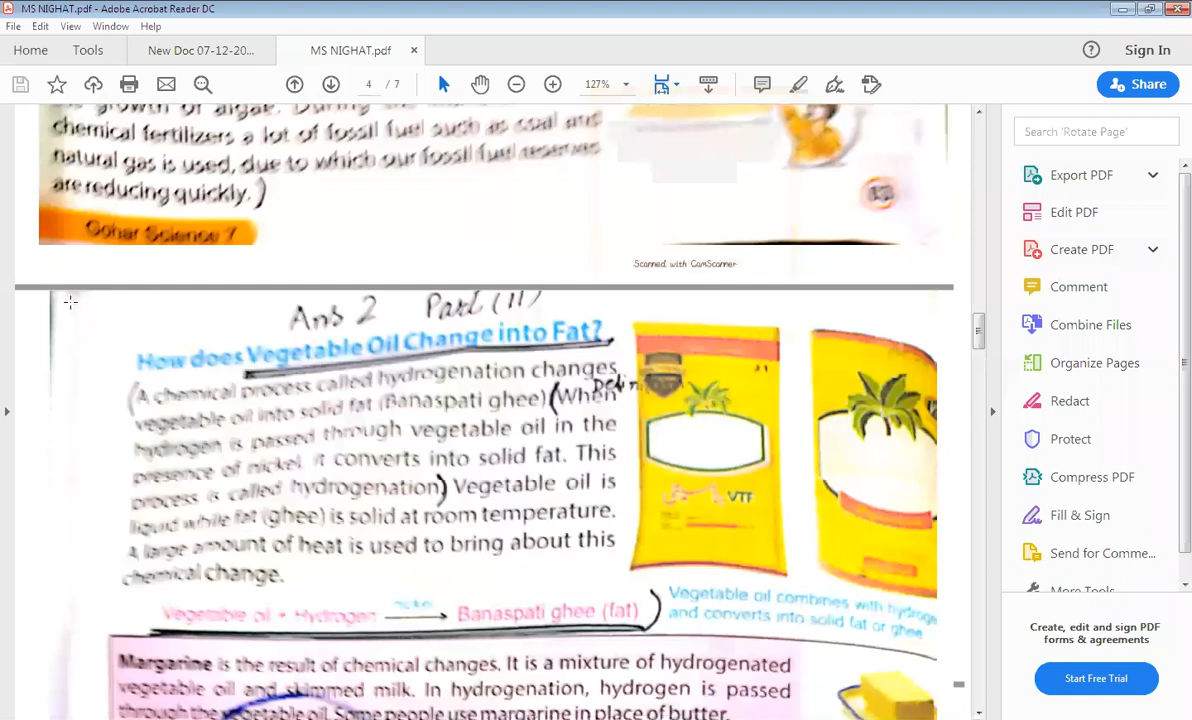 MS NIGHAT.pdf - Adobe Acrobat Reader DC
File Edit View Window Help
Home Tools New Doc 07-12-20... MS NIGHAT.pdf × Sign In
4 / 7 127% Share
the growth of algae. During the
chemical fertilizers a lot of fossil fuel such as coal and
natural gas is used, due to which our fossil fuel reserves
are reducing quickly.)
Gohar Science 7
Scanned with CamScanner
Ans 2 Part (II)
How does Vegetable Oil Change into Fat?
(A chemical process called hydrogenation changes
vegetable oil into solid fat (Banaspati ghee) (When
hydrogen is passed through vegetable oil in the
presence of nickel, it converts into solid fat. This
process is called hydrogenation) Vegetable oil is
liquid while fat (ghee) is solid at room temperature.
A large amount of heat is used to bring about this
chemical change.
Vegetable oil + Hydrogen → Banaspati ghee (fat)
VTF
Vegetable oil combines with hydroge
and converts into solid fat or ghee
Margarine is the result of chemical changes. It is a mixture of hydrogenated
vegetable oil and skimmed milk. In hydrogenation, hydrogen is passed
through the vegetable oil. Some people use margarine in place of butter.
Search 'Rotate Page'
Export PDF
Edit PDF
Create PDF
Comment
Combine Files
Organize Pages
Redact
Protect
Compress PDF
Fill & Sign
Send for Comme...
More Tools
Create, edit and sign PDF
forms & agreements
Start Free Trial